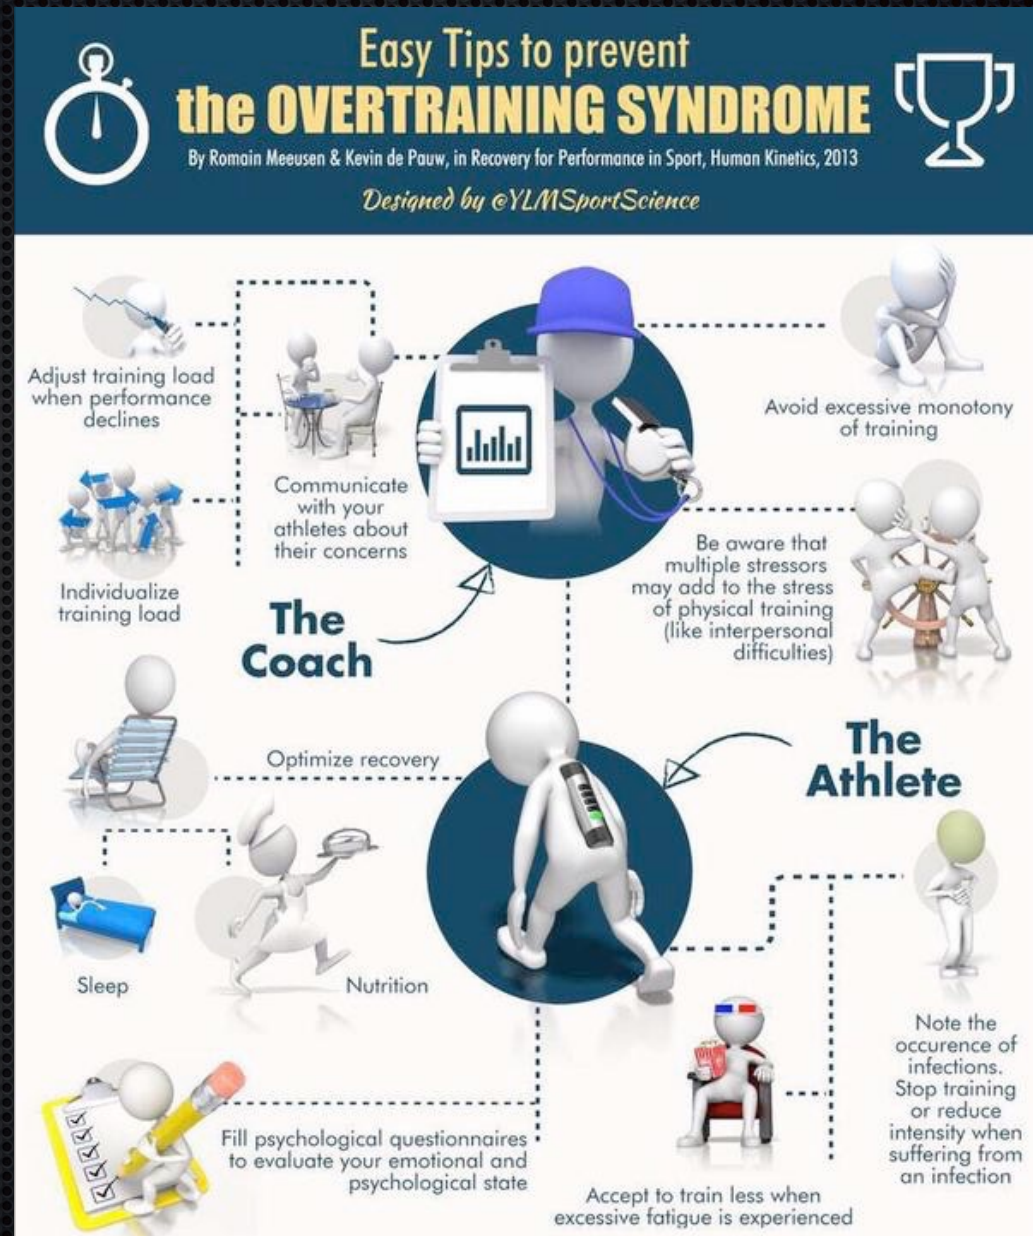 Easy Tips to prevent
the OVERTRAINING SYNDROME
By Romain Meeusen & Kevin de Pauw, in Recovery for Performance in Sport, Human Kinetics, 2013
Designed by @YLMSportScience
Adjust training load
when performance
declines
Communicate
with your
athletes about
their concerns
Individualize
training load
Avoid excessive monotony
of training
Be aware that
multiple stressors
may add to the stress
of physical training
(like interpersonal
difficulties)
The
Coach
The
Athlete
Optimize recovery
Sleep
Nutrition
Fill psychological questionnaires
to evaluate your emotional and
psychological state
Accept to train less when
excessive fatigue is experienced
Note the
occurence of
infections.
Stop training
or reduce
intensity when
suffering from
an infection